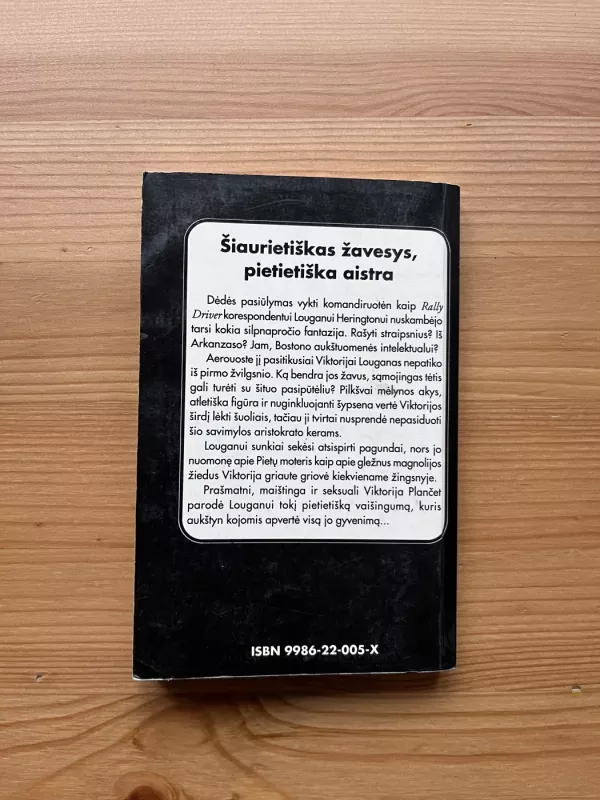 Šiaurietiškas žavesys,
pietietiška aistra
Dėdės pasiūlymas vykti komandiruotėn kaip Rally
Driver korespondentui Louganui Heringtonui nuskambėjo
tarsi kokia silpnapročio fantazija. Rašyti straipsnius? Iš
Arkanzaso? Jam, Bostono aukštuomenės intelektualui?
Aerouoste jį pasitikusiai Viktorijai Louganas nepatiko
iš pirmo žvilgsnio. Ką bendra jos žavus, sąmojingas tėtis
gali turėti su šituo pasipūtėliu? Pilkšvai mėlynos akys,
atletiška figūra ir nuginkluojanti šypsena vertė Viktorijos
širdį lėkti šuoliais, tačiau ji tvirtai nusprendė nepasiduoti
šio savimylos aristokrato kerams.
Louganui sunkiai sekėsi atsispirti pagundai, nors jo
nuomonę apie Pietų moteris kaip apie gležnus magnolijos
žiedus Viktorija griaute griovė kiekviename žingsnyje.
Prašmatni, maištinga ir seksuali Viktorija Plančet
parodė Louganui tokį pietietišką vaišingumą, kuris
aukštyn kojomis apvertė visą jo gyvenimą...
ISBN 9986-22-005-X